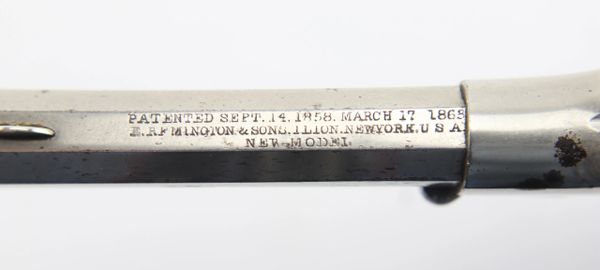 PATENTED SEPT. 14. 1858. MARCH 17 1863
E. REMINGTON & SONS. ILION. NEWYORK. U S A.
NEW-MODEL.